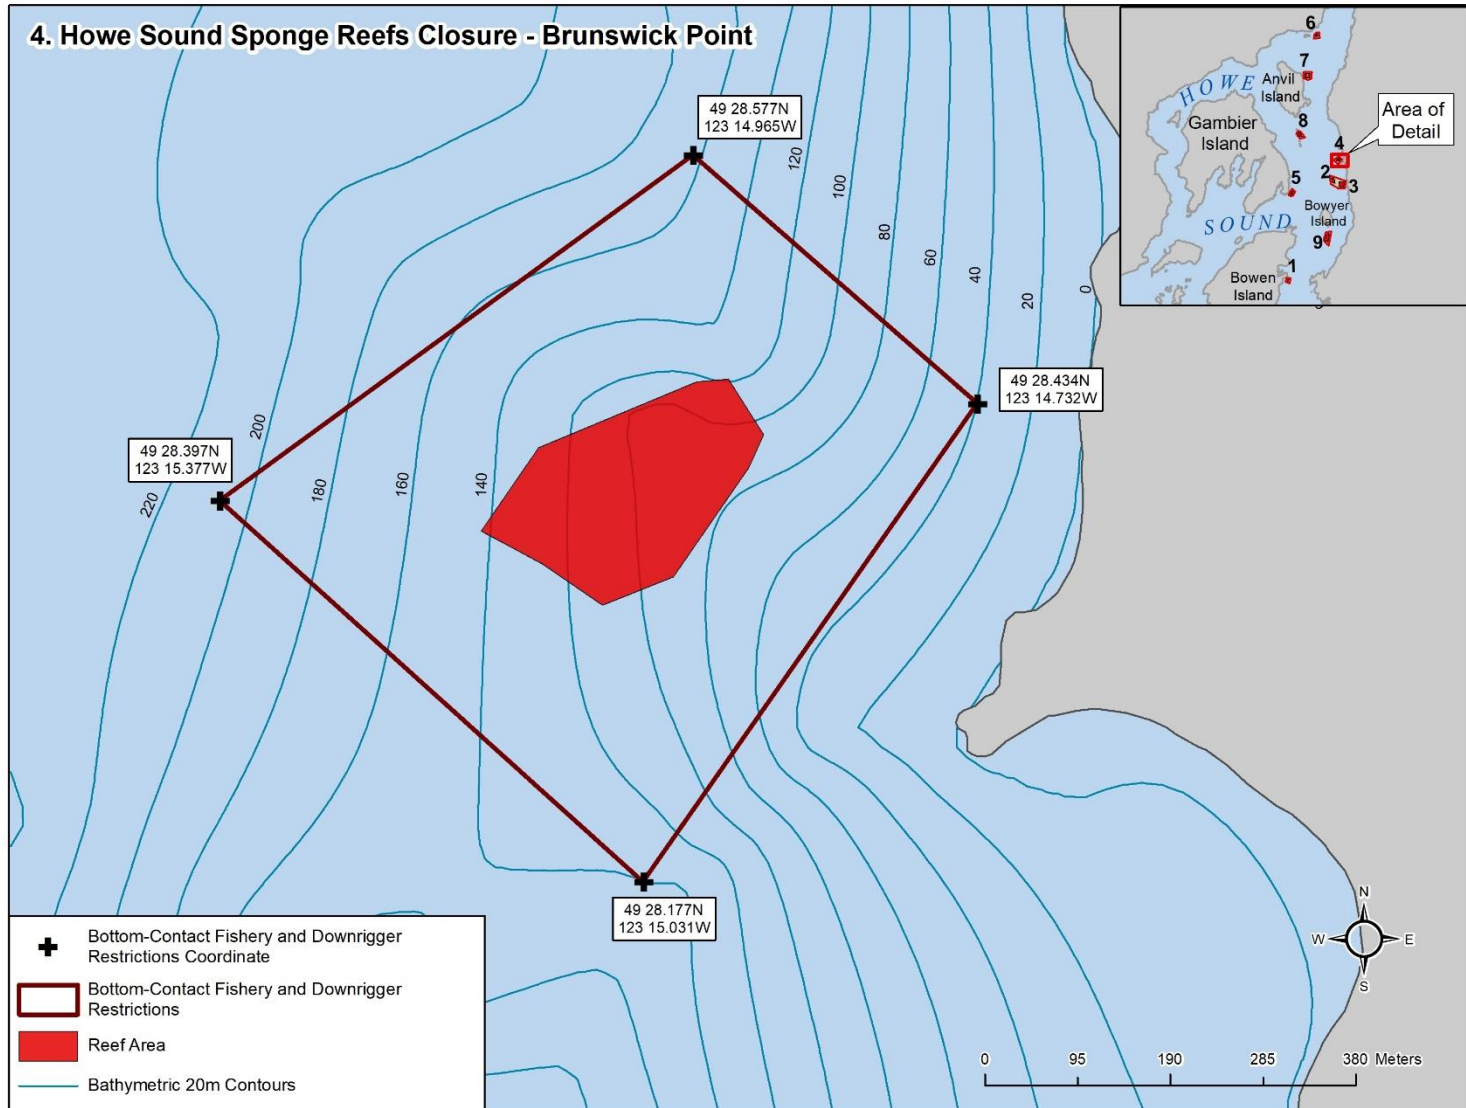 4. Howe Sound Sponge Reefs Closure - Brunswick Point
49 28.577N
123 14.965W
49 28.434N
123 14.732W
49 28.397N
123 15.377W
49 28.177N
123 15.031W
220
200
180
160
140
120
100
80
60
40
20
0
6
7
Anvil
Island
HOWE
Gambier
Island
8
Area of
Detail
4
2
3
5
Bowyer
Island
SOUND
9
1
Bowen
Island
Bottom-Contact Fishery and Downrigger
Restrictions Coordinate
Bottom-Contact Fishery and Downrigger
Restrictions
Reef Area
Bathymetric 20m Contours
N
W
E
S
0 95 190 285 380 Meters